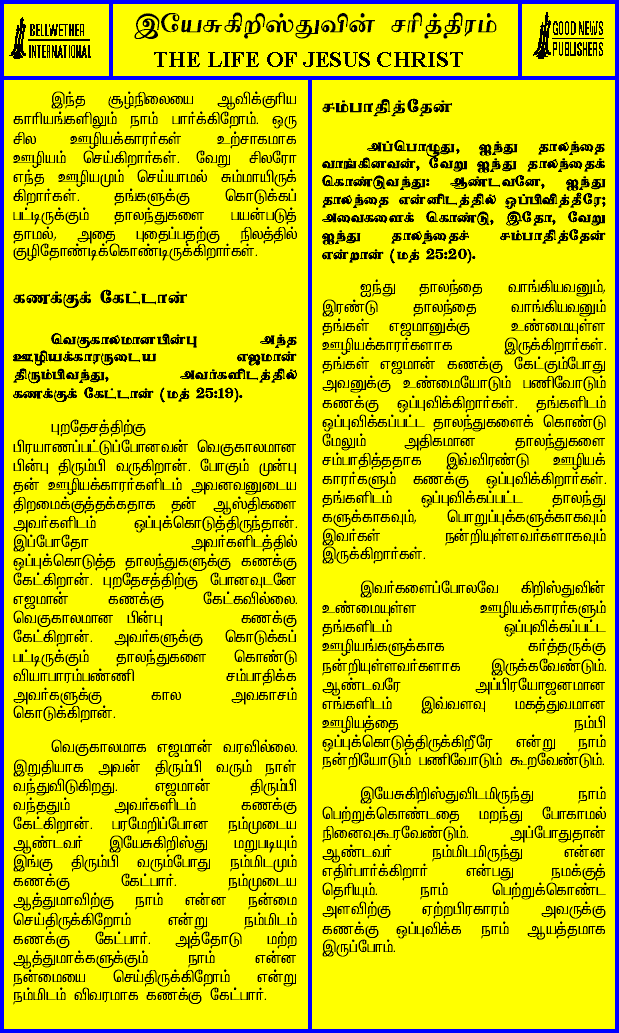 BELLWETHER
INTERNATIONAL
இயேசுகிறிஸ்துவின் சரித்திரம்
THE LIFE OF JESUS CHRIST
GOOD NEWS
PUBLISHERS
இந்த சூழ்நிலையை ஆவிக்குரிய
காரியங்களிலும் நாம் பார்க்கிறோம். ஒரு
சில ஊழியக்காரர்கள் உற்சாகமாக
ஊழியம் செய்கிறார்கள். வேறு சிலரோ
எந்த ஊழியமும் செய்யாமல் சும்மாயிருக்
கிறார்கள். தங்களுக்கு கொடுக்கப்
பட்டிருக்கும் தாலந்துகளை பயன்படுத்
தாமல், அதை புதைப்பதற்கு நிலத்தில்
குழிதோண்டிக்கொண்டிருக்கிறார்கள்.
கணக்குக் கேட்டான்
வெகுகாலமானபின்பு அந்த
ஊழியக்காரருடைய எஜமான்
திரும்பிவந்து, அவர்களிடத்தில்
கணக்குக் கேட்டான் (மத் 25:19).
புறதேசத்திற்கு
பிரயாணப்பட்டுப்போனவன் வெகுகாலமான
பின்பு திரும்பி வருகிறான். போகும் முன்பு
தன் ஊழியக்காரர்களிடம் அவனவனுடைய
திறமைக்குத்தக்கதாக தன் ஆஸ்திகளை
அவர்களிடம் ஒப்புக்கொடுத்திருந்தான்.
இப்போதோ அவர்களிடத்தில்
ஒப்புக்கொடுத்த தாலந்துகளுக்கு கணக்கு
கேட்கிறான். புறதேசத்திற்கு போனவுடனே
எஜமான் கணக்கு கேட்கவில்லை.
வெகுகாலமான பின்பு கணக்கு
கேட்கிறான். அவர்களுக்கு கொடுக்கப்
பட்டிருக்கும் தாலந்துகளை கொண்டு
வியாபாரம்பண்ணி சம்பாதிக்க
அவர்களுக்கு கால அவகாசம்
கொடுக்கிறான்.
வெகுகாலமாக எஜமான் வரவில்லை.
இறுதியாக அவன் திரும்பி வரும் நாள்
வந்துவிடுகிறது. எஜமான் திரும்பி
வந்ததும் அவர்களிடம் கணக்கு
கேட்கிறான். பரமேறிப்போன நம்முடைய
ஆண்டவர் இயேசுகிறிஸ்து மறுபடியும்
இங்கு திரும்பி வரும்போது நம்மிடமும்
கணக்கு கேட்பார். நம்முடைய
ஆத்துமாவிற்கு நாம் என்ன நன்மை
செய்திருக்கிறோம் என்று நம்மிடம்
கணக்கு கேட்பார். அத்தோடு மற்ற
ஆத்துமாக்களுக்கும் நாம் என்ன
நன்மையை செய்திருக்கிறோம் என்று
நம்மிடம் விவரமாக கணக்கு கேட்பார்.
சம்பாதித்தேன்
அப்பொழுது, ஐந்து தாலந்தை
வாங்கினவன், வேறு ஐந்து தாலந்தைக்
கொண்டுவந்து: ஆண்டவனே, ஐந்து
தாலந்தை என்னிடத்தில் ஒப்பிவித்தீரே;
அவைகளைக் கொண்டு, இதோ, வேறு
ஐந்து தாலந்தைச் சம்பாதித்தேன்
என்றான் (மத் 25:20).
ஐந்து தாலந்தை வாங்கியவனும்,
இரண்டு தாலந்தை வாங்கியவனும்
தங்கள் எஜமானுக்கு உண்மையுள்ள
ஊழியக்காரர்களாக இருக்கிறார்கள்.
தங்கள் எஜமான் கணக்கு கேட்கும்போது
அவனுக்கு உண்மையோடும் பணிவோடும்
கணக்கு ஒப்புவிக்கிறார்கள். தங்களிடம்
ஒப்புவிக்கப்பட்ட தாலந்துகளைக் கொண்டு
மேலும் அதிகமான தாலந்துகளை
சம்பாதித்ததாக இவ்விரண்டு ஊழியக்
காரர்களும் கணக்கு ஒப்புவிக்கிறார்கள்.
தங்களிடம் ஒப்புவிக்கப்பட்ட தாலந்து
களுக்காகவும், பொறுப்புக்களுக்காகவும்
இவர்கள் நன்றியுள்ளவர்களாகவும்
இருக்கிறார்கள்.
இவர்களைப்போலவே கிறிஸ்துவின்
உண்மையுள்ள ஊழியக்காரர்களும்
தங்களிடம் ஒப்புவிக்கப்பட்ட
ஊழியங்களுக்காக கர்த்தருக்கு
நன்றியுள்ளவர்களாக இருக்கவேண்டும்.
ஆண்டவரே அப்பிரயோஜனமான
எங்களிடம் இவ்வளவு மகத்துவமான
ஊழியத்தை நம்பி
ஒப்புக்கொடுத்திருக்கிறீரே என்று நாம்
நன்றியோடும் பணிவோடும் கூறவேண்டும்.
இயேசுகிறிஸ்துவிடமிருந்து நாம்
பெற்றுக்கொண்டதை மறந்து போகாமல்
நினைவுகூரவேண்டும். அப்போதுதான்
ஆண்டவர் நம்மிடமிருந்து என்ன
எதிர்பார்க்கிறார் என்பது நமக்குத்
தெரியும். நாம் பெற்றுக்கொண்ட
அளவிற்கு ஏற்றபிரகாரம் அவருக்கு
கணக்கு ஒப்புவிக்க நாம் ஆயத்தமாக
இருப்போம்.